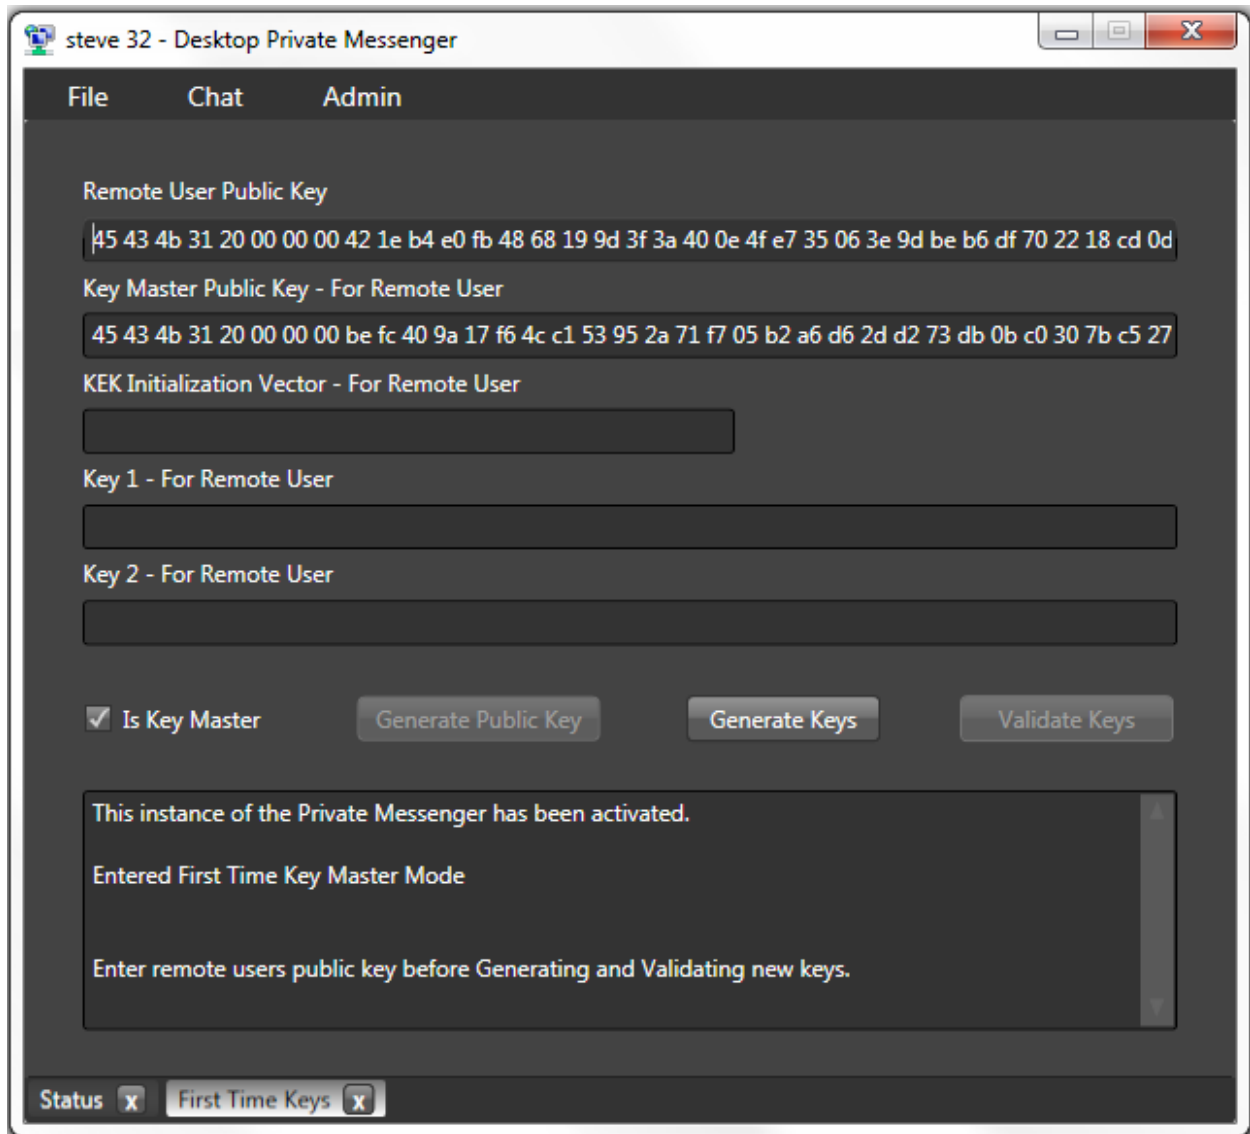 steve 32 - Desktop Private Messenger
File Chat Admin
Remote User Public Key
45 43 4b 31 20 00 00 00 42 1e b4 e0 fb 48 68 19 9d 3f 3a 40 0e 4f e7 35 06 3e 9d be b6 df 70 22 18 cd 0d
Key Master Public Key - For Remote User
45 43 4b 31 20 00 00 00 be fc 40 9a 17 f6 4c c1 53 95 2a 71 f7 05 b2 a6 d6 2d d2 73 db 0b c0 30 7b c5 27
KEK Initialization Vector - For Remote User
Key 1 - For Remote User
Key 2 - For Remote User
Is Key Master Generate Public Key Generate Keys Validate Keys
This instance of the Private Messenger has been activated.
Entered First Time Key Master Mode
Enter remote users public key before Generating and Validating new keys.
Status x First Time Keys x